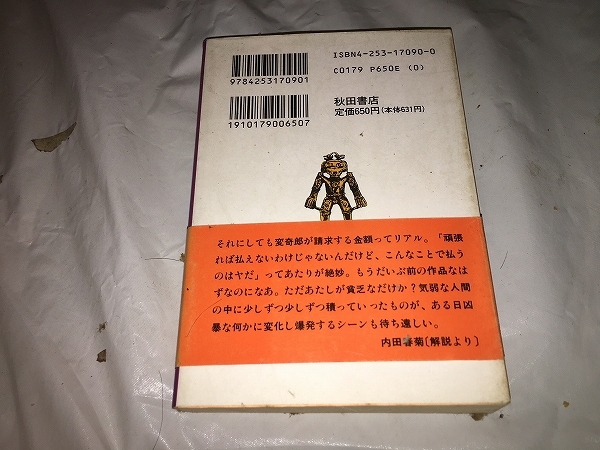 ISBN4-253-17090-0
C0179 P650E (0)
9784253170901
秋田書店
定価650円(本体631円)
1910179006507
それにしても変奇郎が請求する金額ってリアル。「頑張
れば払えないわけじゃないんだけど、こんなことで払う
のはヤだ」ってあたりが絶妙。もうだいぶ前の作品なは
ずなのになあ。ただあたしが貧乏なだけか？気弱な人間
の中に少しずつ少しずつ積っていったものが、ある日凶
暴な何かに変化し爆発するシーンも待ち遠しい。
内田春菊〔解説より〕